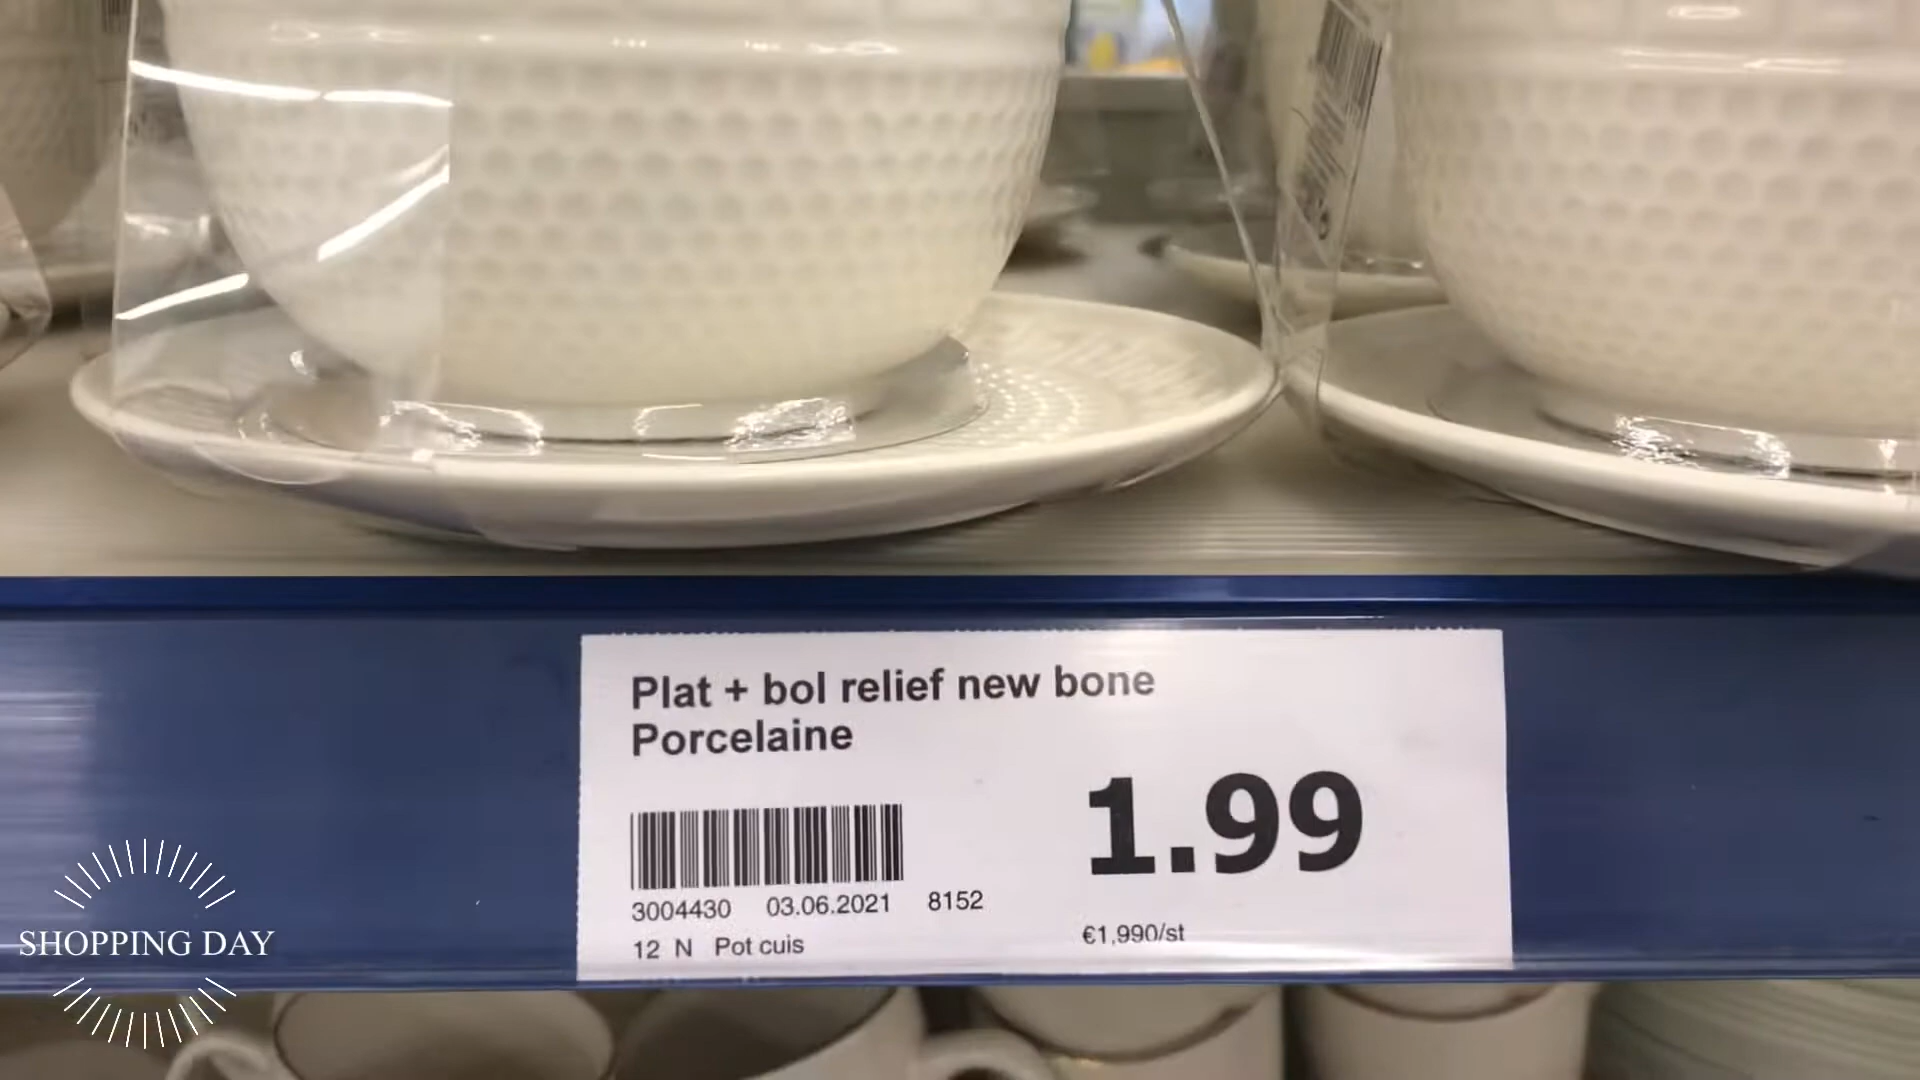 Plat + bol relief new bone
Porcelaine
1.99
3004430 03.06.2021 8152
€1,990/st
12 N Pot cuis
SHOPPING DAY